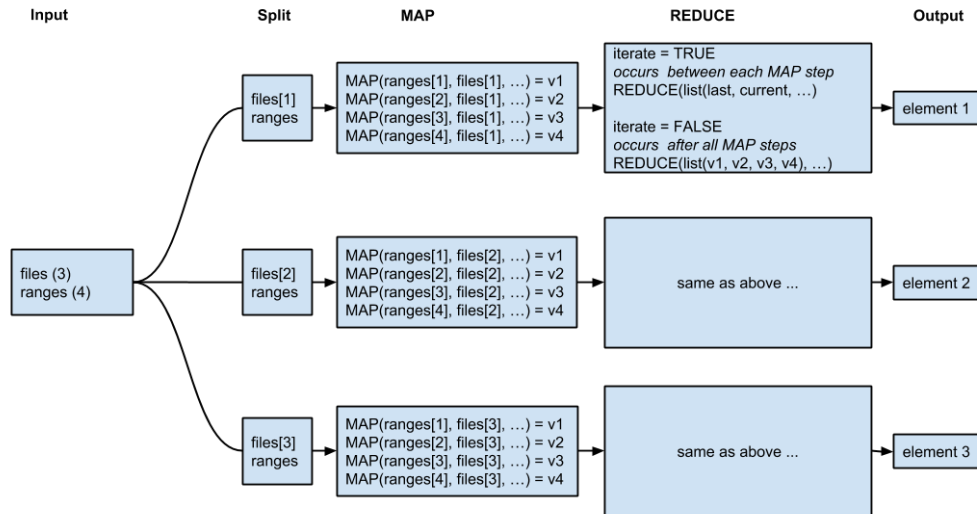 Input
Split
MAP
REDUCE
Output
files (3)
ranges (4)
files[1]
ranges
MAP(ranges[1], files[1], …) = v1
MAP(ranges[2], files[1], …) = v2
MAP(ranges[3], files[1], …) = v3
MAP(ranges[4], files[1], …) = v4
iterate = TRUE
occurs between each MAP step
REDUCE(list(last, current, …)
iterate = FALSE
occurs after all MAP steps
REDUCE(list(v1, v2, v3, v4), …)
element 1
files[2]
ranges
MAP(ranges[1], files[2], …) = v1
MAP(ranges[2], files[2], …) = v2
MAP(ranges[3], files[2], …) = v3
MAP(ranges[4], files[2], …) = v4
same as above ...
element 2
files[3]
ranges
MAP(ranges[1], files[3], …) = v1
MAP(ranges[2], files[3], …) = v2
MAP(ranges[3], files[3], …) = v3
MAP(ranges[4], files[3], …) = v4
same as above ...
element 3